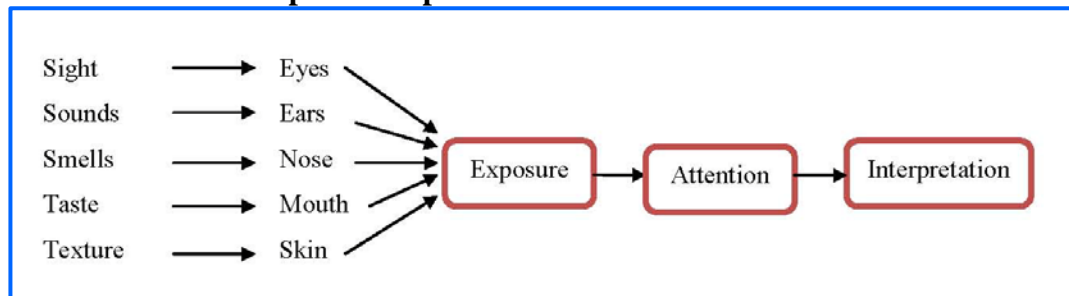 Sight Eyes
Sounds Ears
Smells Nose Exposure Attention Interpretation
Taste Mouth
Texture Skin